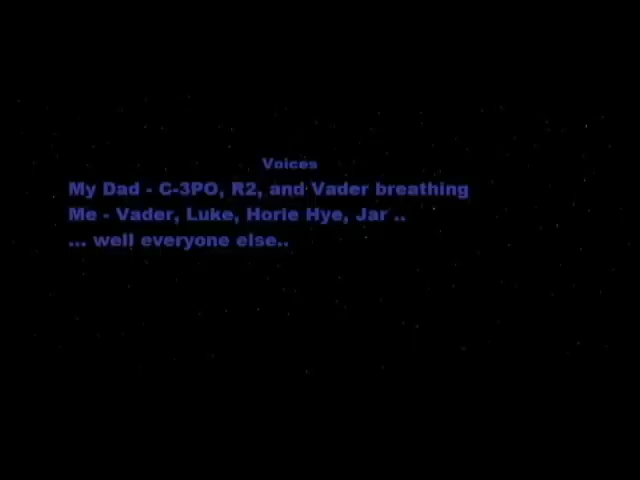 Voices
My Dad - C-3PO, R2, and Vader breathing
Me - Vader, Luke, Horie Hye, Jar ..
... well everyone else..